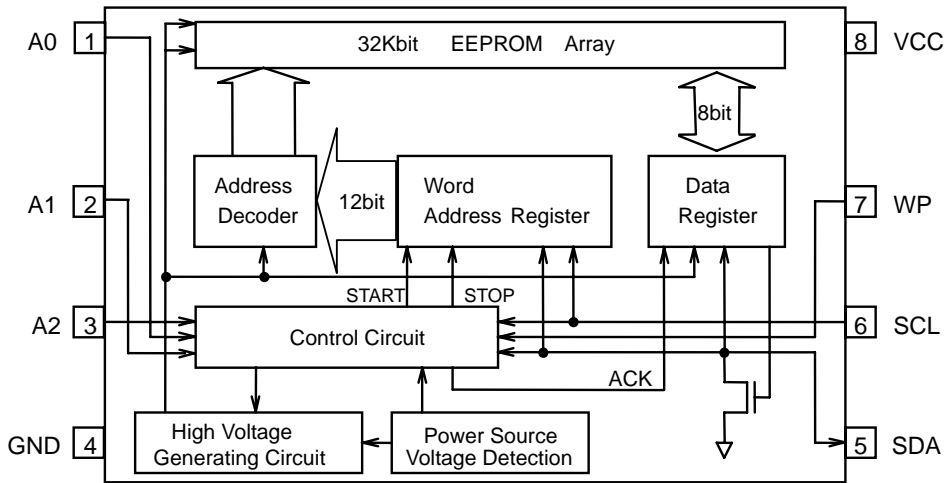 A0 1
32Kbit EEPROM Array
8 VCC
8bit
A1 2
Address
Decoder
12bit
Word
Address Register
Data
Register
7 WP
START
STOP
A2 3
Control Circuit
6 SCL
ACK
GND 4
High Voltage
Generating Circuit
Power Source
Voltage Detection
5 SDA